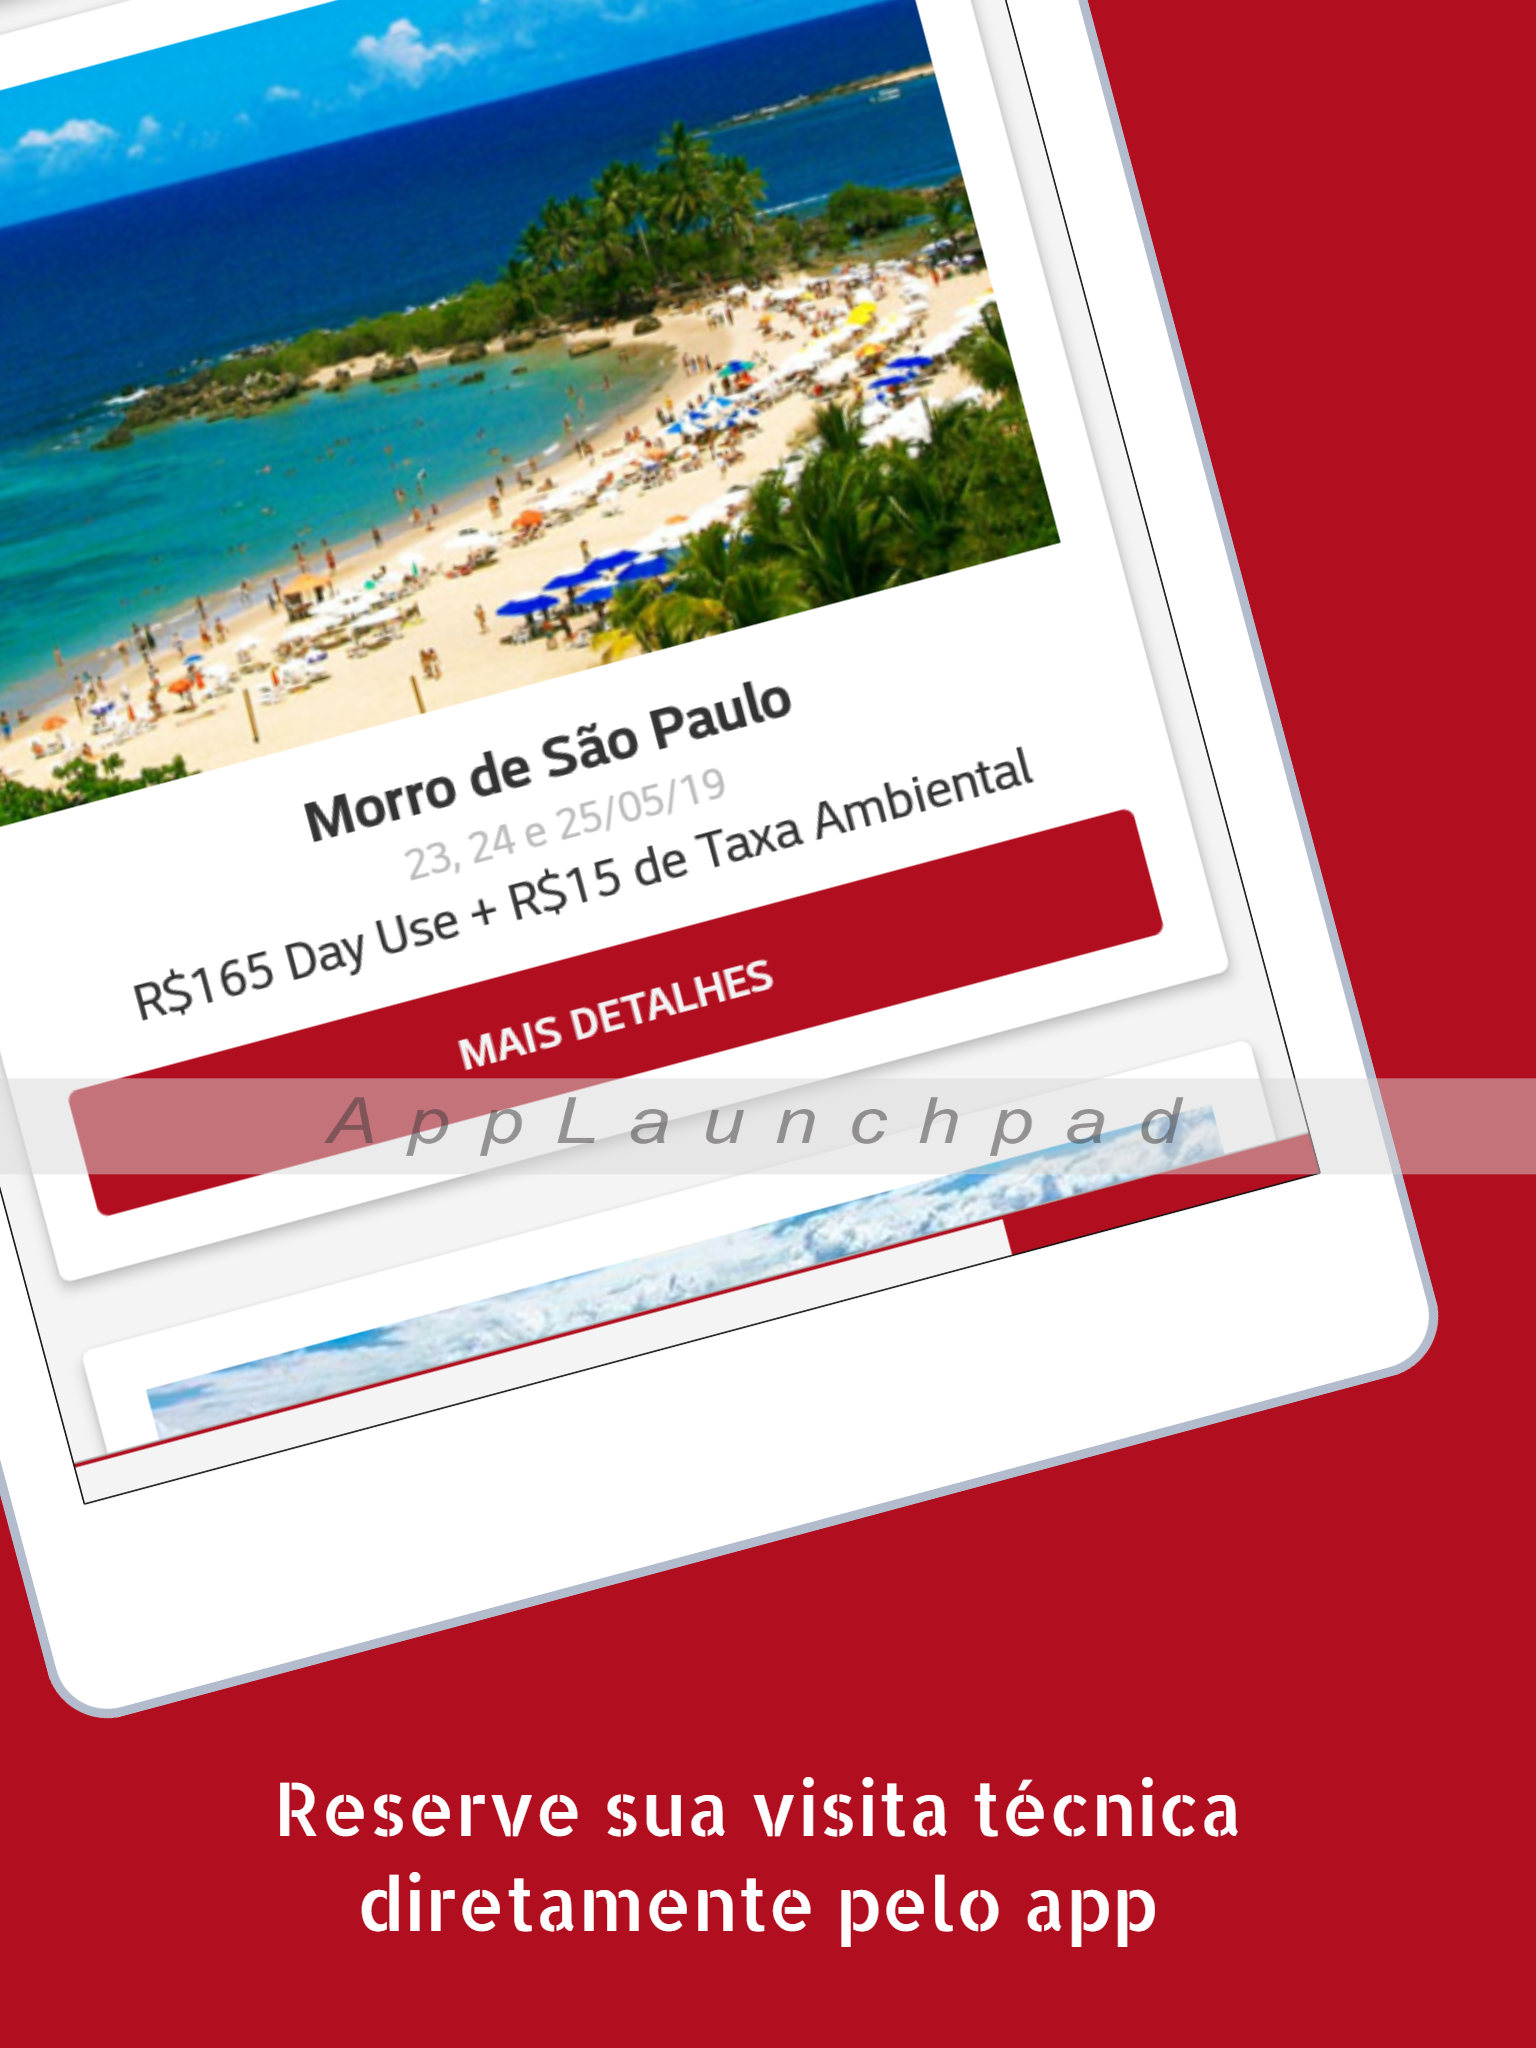 Morro de São Paulo
23, 24 e 25/05/19
R$165 Day Use + R$15 de Taxa Ambiental
MAIS DETALHES
AppLaunchpad
Reserve sua visita técnica
diretamente pelo app